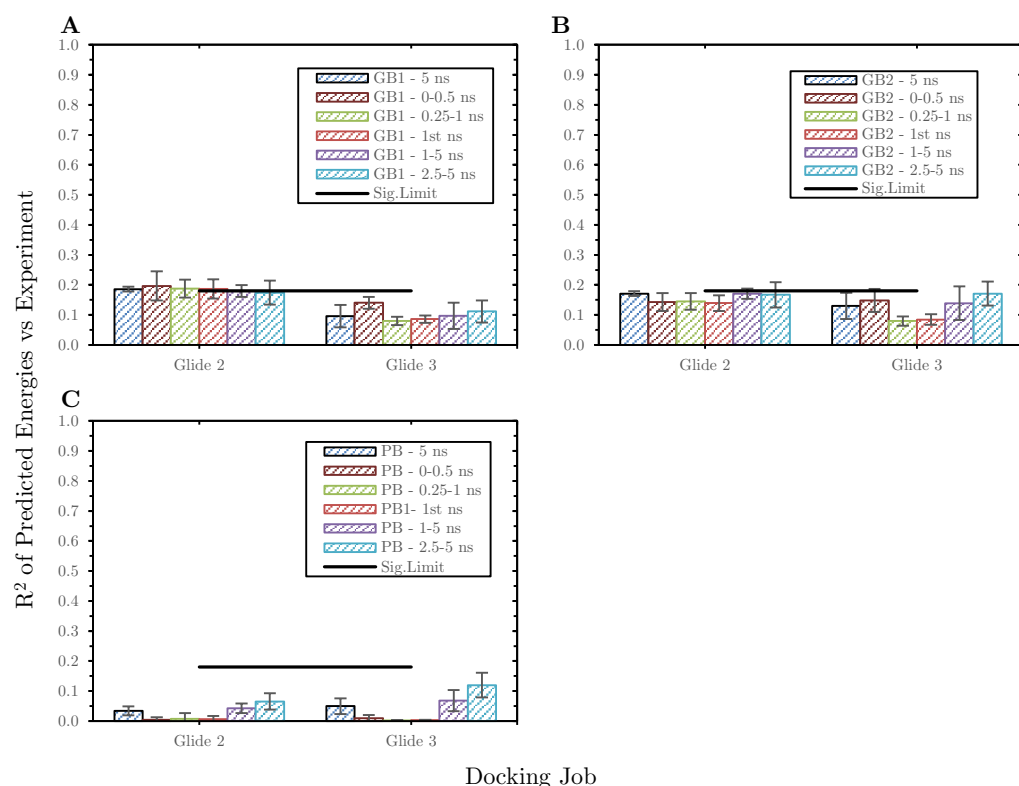 A
1.0
0.9
0.8
0.7
0.6
0.5
0.4
0.3
0.2
0.1
0.0
GB1 - 5 ns
GB1 - 0-0.5 ns
GB1 - 0.25-1 ns
GB1 - 1st ns
GB1 - 1-5 ns
GB1 - 2.5-5 ns
Sig.Limit
Glide 2
Glide 3
B
1.0
0.9
0.8
0.7
0.6
0.5
0.4
0.3
0.2
0.1
0.0
GB2 - 5 ns
GB2 - 0-0.5 ns
GB2 - 0.25-1 ns
GB2 - 1st ns
GB2 - 1-5 ns
GB2 - 2.5-5 ns
Sig.Limit
Glide 2
Glide 3
C
1.0
0.9
0.8
0.7
0.6
0.5
0.4
0.3
0.2
0.1
0.0
PB - 5 ns
PB - 0-0.5 ns
PB - 0.25-1 ns
PB1- 1st ns
PB - 1-5 ns
PB - 2.5-5 ns
Sig.Limit
Glide 2
Glide 3
R² of Predicted Energies vs Experiment
Docking Job